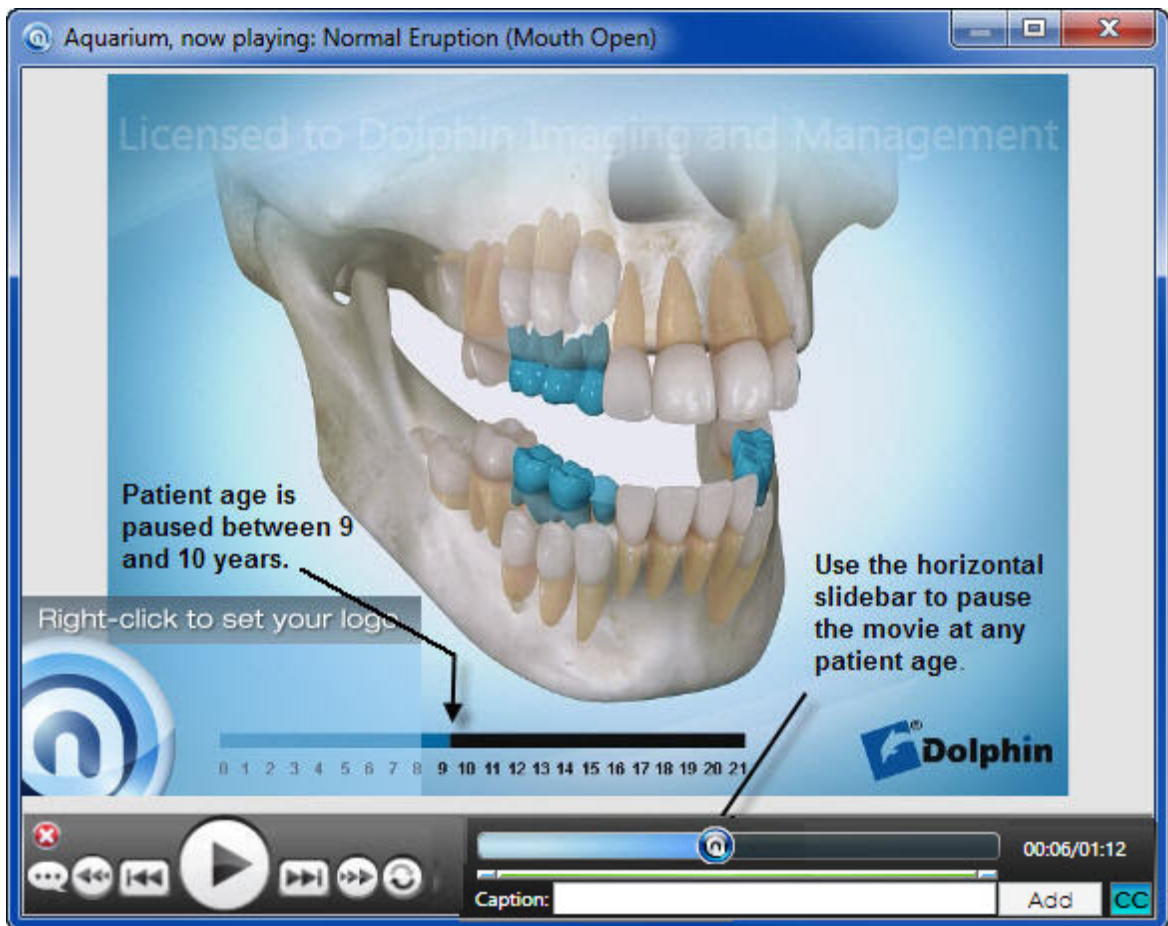 Aquarium, now playing: Normal Eruption (Mouth Open)
Licensed to Dolphin Imaging and Management
Patient age is
paused between 9
and 10 years.
Use the horizontal
slidebar to pause
the movie at any
patient age.
Right-click to set your logo
0 1 2 3 4 5 6 7 8 9 10 11 12 13 14 15 16 17 18 19 20 21
Dolphin®
00:06/01:12
Caption:
Add
CC